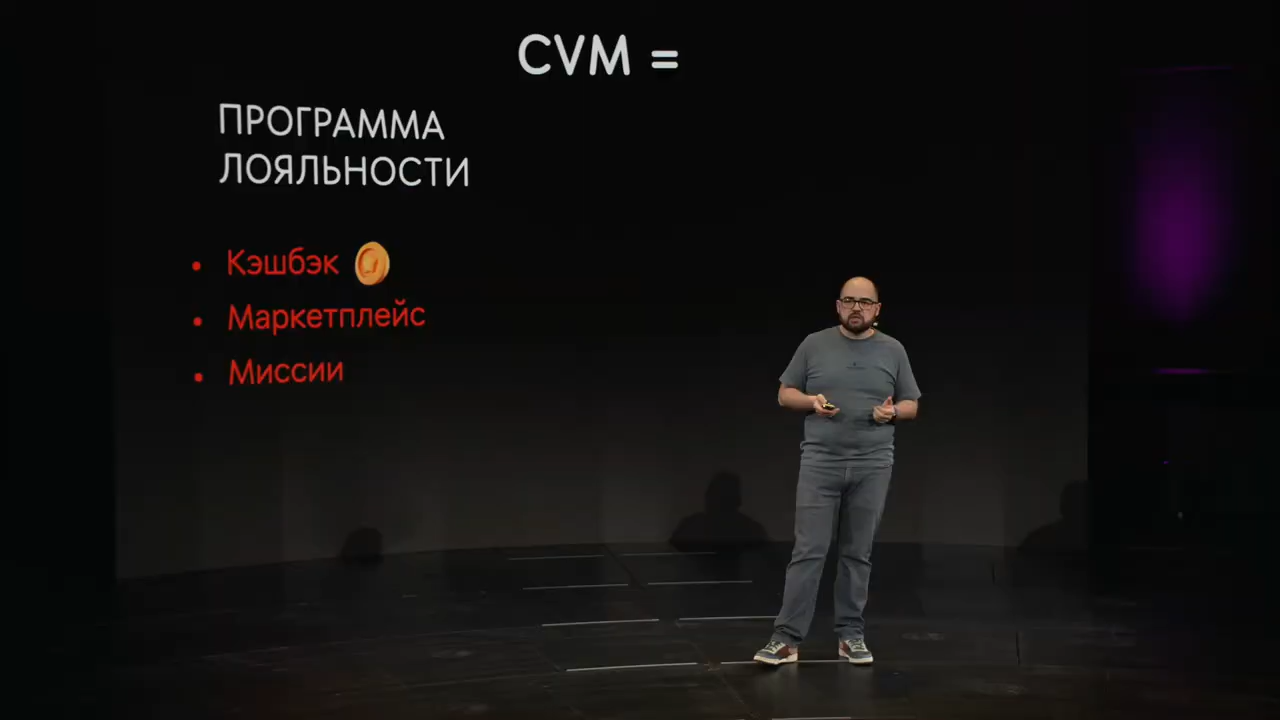 CVM =
ПРОГРАММА
ЛОЯЛЬНОСТИ
• Кэшбэк
• Маркетплейс
• Миссии